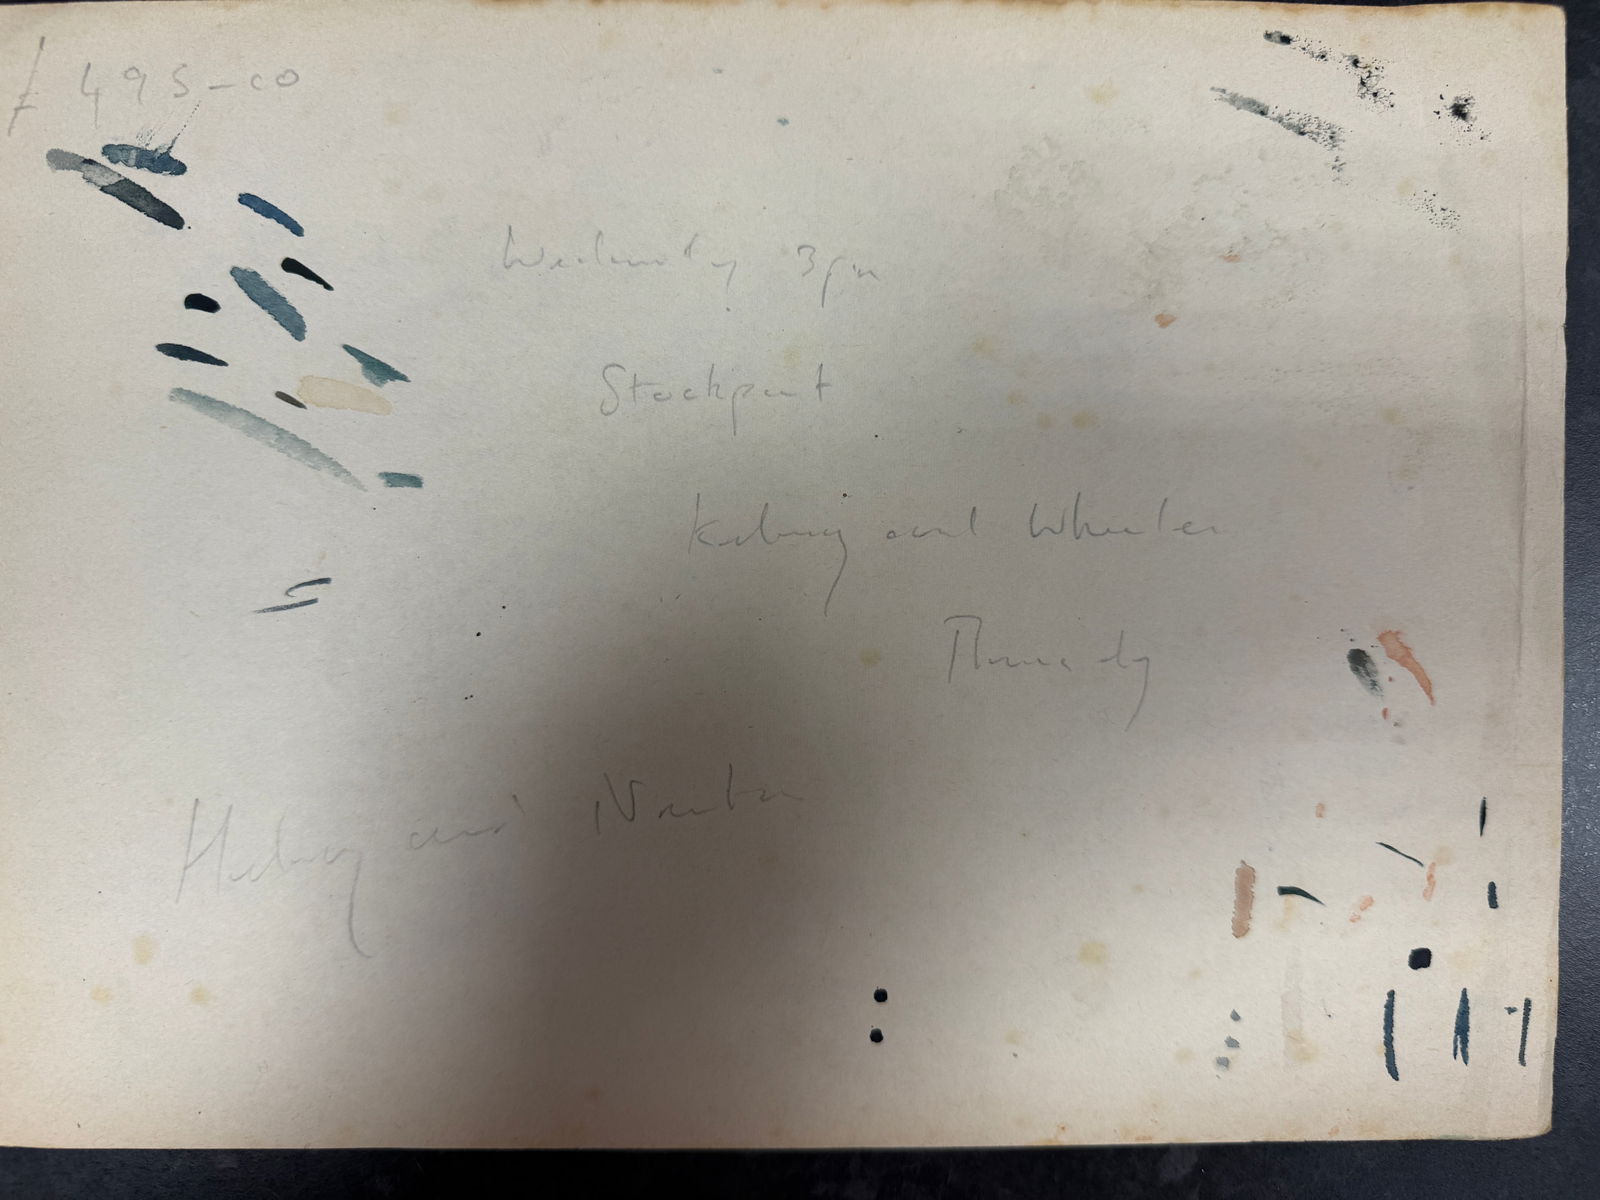 £ 495-00
Wednesday 3pm
Stockport
and Wheeler
Thursday
and